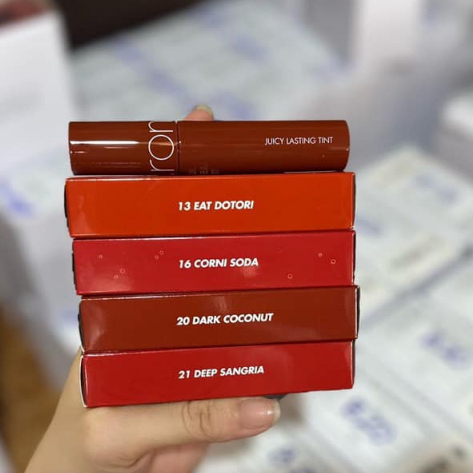 rom
JUICY LASTING TINT
13 EAT DOTORI
16 CORNI SODA
20 DARK COCONUT
21 DEEP SANGRIA